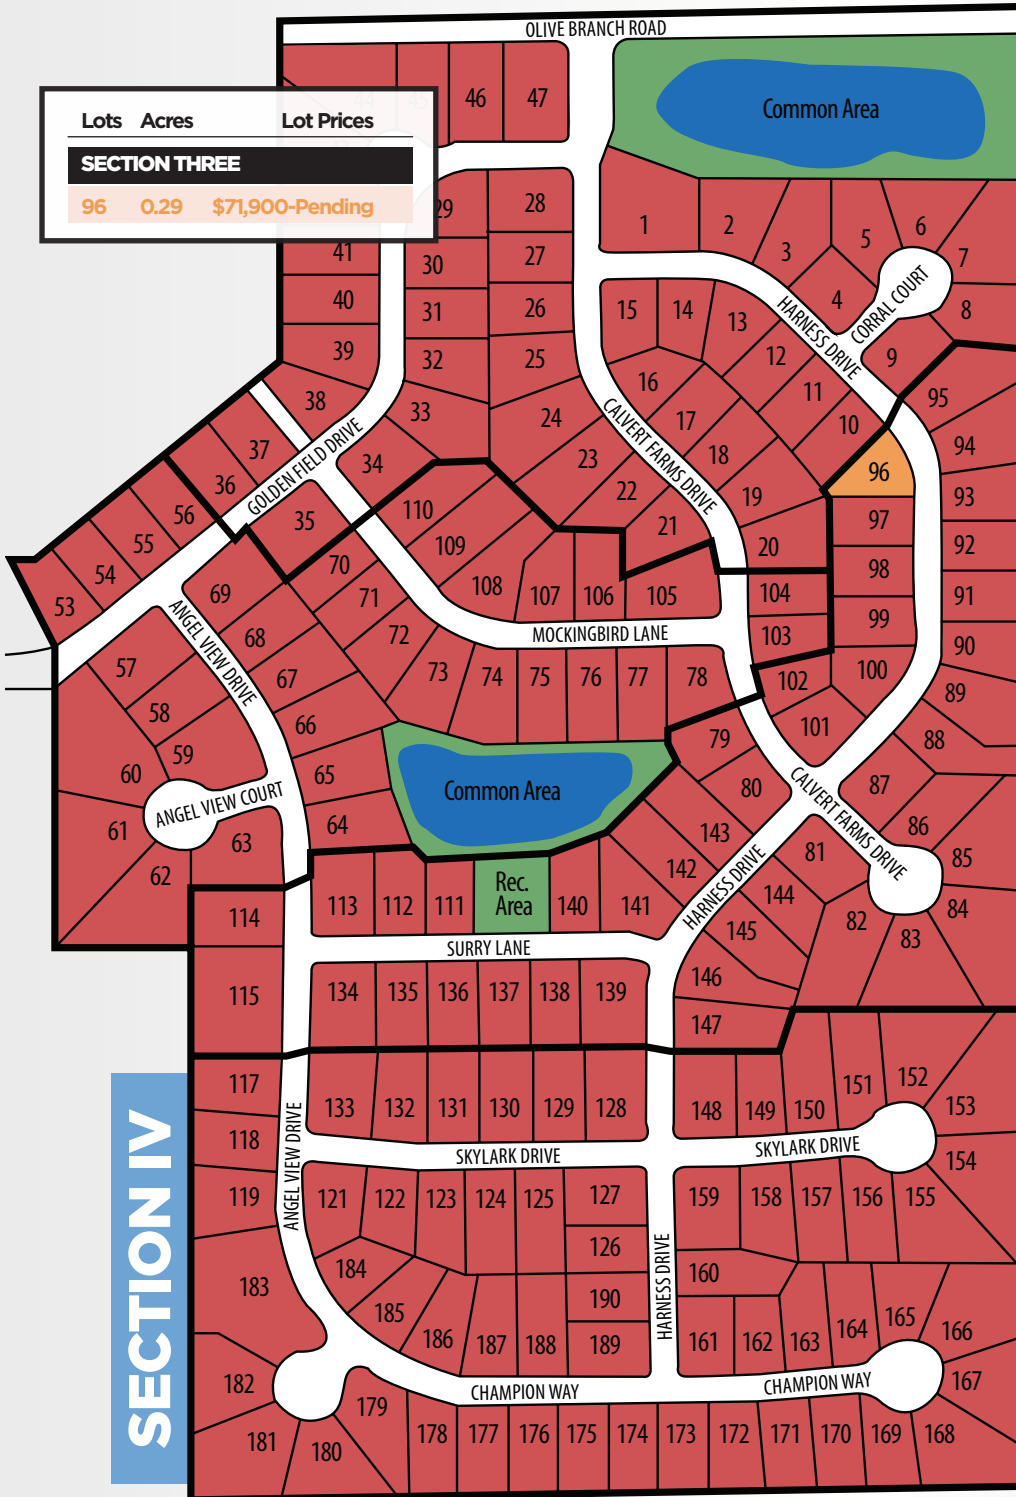 OLIVE BRANCH ROAD
44 45 46 47
Common Area
Lots Acres Lot Prices
SECTION THREE
96 0.29 $71,900-Pending
29 28
1 2 3 5 6 7
41 30 27
40 31 26 15 14 13 4 8
CORRAL COURT
HARNESS DRIVE
39 32 25 12 9
38 33 24 16 11 95
37 34 23 17 10 94
GOLDEN FIELD DRIVE
CALVERT FARMS DRIVE
36 35 22 18 96 93
56 110 21 19 97 92
55 109 20 98 91
54 70 108 107 106 105 104 99 90
53 69 71
MOCKINGBIRD LANE
ANGEL VIEW DRIVE
68 72 103 100
57 67 73 74 75 76 77 78 102 89
58 66 79 101 88
59 65 80 87
60
Common Area
CALVERT FARMS DRIVE
ANGEL VIEW COURT
61 63 64 143 81 86 85
62 142 144 84
Rec.
Area
HARNESS DRIVE
114 113 112 111 140 141 145 82 83
SURRY LANE
115 134 135 136 137 138 139 146
147
117 133 132 131 130 129 128 148 149 150 151 152 153
118
SKYLARK DRIVE
SKYLARK DRIVE
154
ANGEL VIEW DRIVE
119 121 122 123 124 125 127 159 158 157 156 155
126
HARNESS DRIVE
183 184 160
185 190
186 187 188 189 161 162 163 164 165 166
182
CHAMPION WAY
CHAMPION WAY
167
181 180 179 178 177 176 175 174 173 172 171 170 169 168
SECTION IV